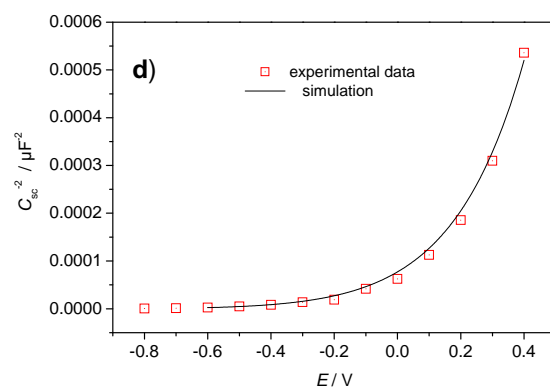 d)
experimental data
simulation
C_sc^-2 / μF^-2
0.0006
0.0005
0.0004
0.0003
0.0002
0.0001
0.0000
-0.8 -0.6 -0.4 -0.2 0.0 0.2 0.4
E / V